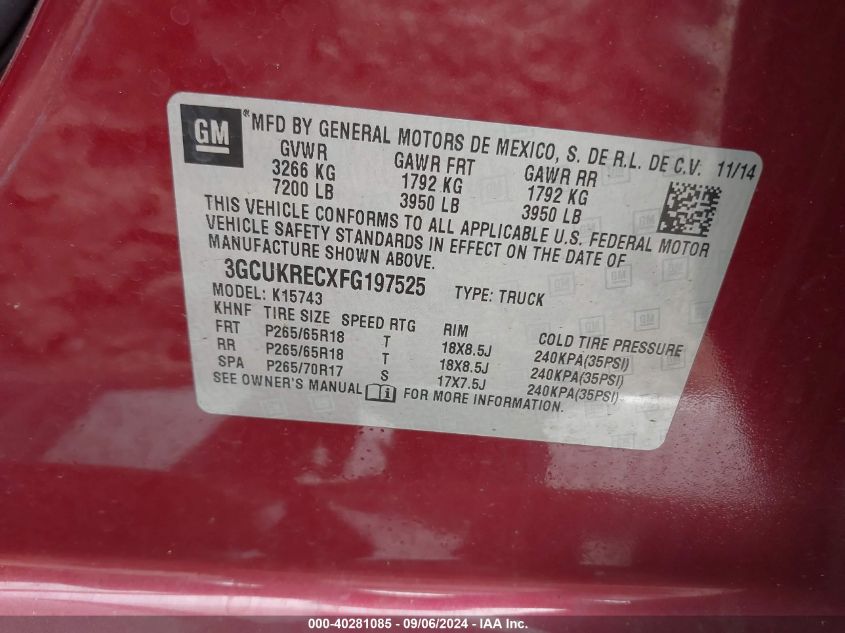 GM ® MFD BY GENERAL MOTORS DE MEXICO, S. DE R.L. DE C.V. 11/14
GVWR GAWR FRT GAWR RR
3266 KG 1792 KG 1792 KG
7200 LB 3950 LB 3950 LB
THIS VEHICLE CONFORMS TO ALL APPLICABLE U.S. FEDERAL MOTOR
VEHICLE SAFETY STANDARDS IN EFFECT ON THE DATE OF
MANUFACTURE SHOWN ABOVE.
3GCUKRECXFG197525 TYPE: TRUCK
MODEL: K15743
KHNF TIRE SIZE SPEED RTG RIM COLD TIRE PRESSURE
FRT P265/65R18 T 18X8.5J 240KPA(35PSI)
RR P265/65R18 T 18X8.5J 240KPA(35PSI)
SPA P265/70R17 S 17X7.5J 240KPA(35PSI)
SEE OWNER'S MANUAL FOR MORE INFORMATION.
000-40281085 - 09/06/2024 - IAA Inc.